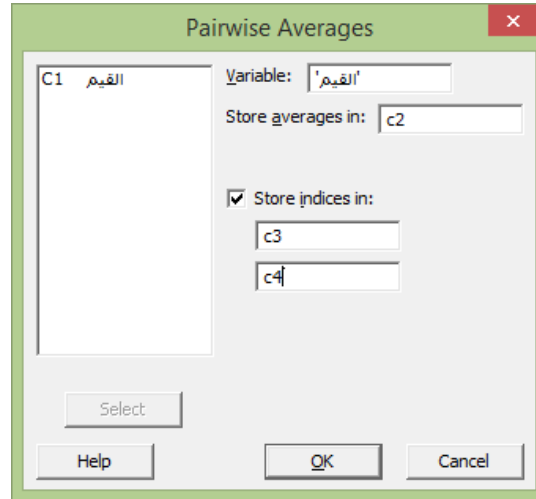 Pairwise Averages
×
C1 القيم
Variable: 'القيم'
Store averages in: c2
Store indices in:
c3
c4
Select
Help OK Cancel